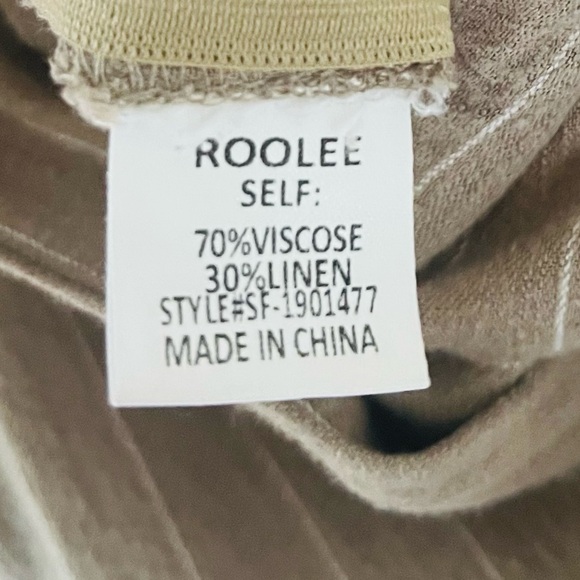 ROOLEE
SELF:
70%VISCOSE
30%LINEN
STYLE#SF-1901477
MADE IN CHINA